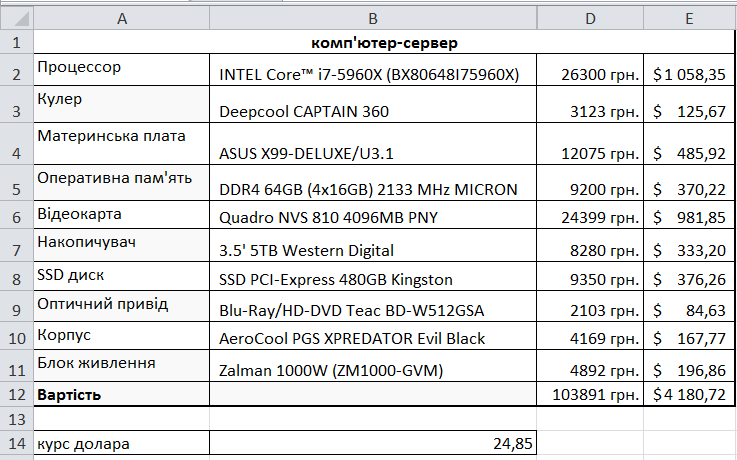 A B D E
1 комп'ютер-сервер
2 Процессор INTEL Core™ i7-5960X (BX80648I75960X) 26300 грн. $1 058,35
3 Кулер Deepcool CAPTAIN 360 3123 грн. $ 125,67
4 Материнська плата ASUS X99-DELUXE/U3.1 12075 грн. $ 485,92
5 Оперативна пам'ять DDR4 64GB (4x16GB) 2133 MHz MICRON 9200 грн. $ 370,22
6 Відеокарта Quadro NVS 810 4096MB PNY 24399 грн. $ 981,85
7 Накопичувач 3.5' 5TB Western Digital 8280 грн. $ 333,20
8 SSD диск SSD PCI-Express 480GB Kingston 9350 грн. $ 376,26
9 Оптичний привід Blu-Ray/HD-DVD Teac BD-W512GSA 2103 грн. $ 84,63
10 Корпус AeroCool PGS XPREDATOR Evil Black 4169 грн. $ 167,77
11 Блок живлення Zalman 1000W (ZM1000-GVM) 4892 грн. $ 196,86
12 Вартість 103891 грн. $4 180,72
13
14 курс долара 24,85